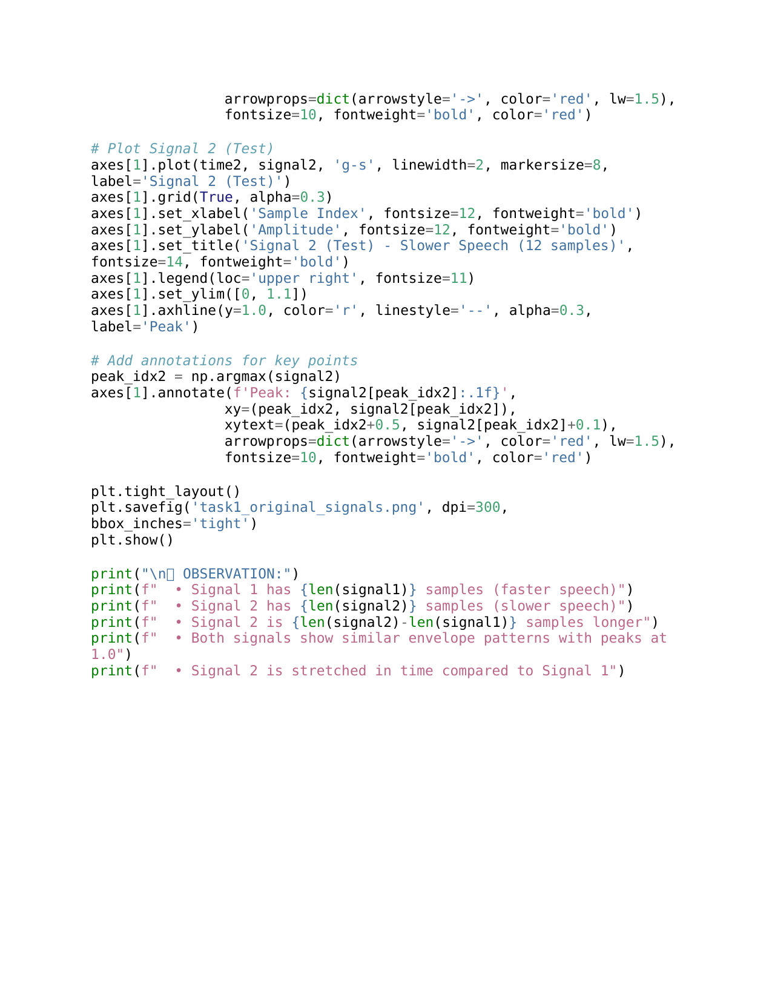 arrowprops=dict(arrowstyle='->', color='red', lw=1.5),
fontsize=10, fontweight='bold', color='red')
# Plot Signal 2 (Test)
axes[1].plot(time2, signal2, 'g-s', linewidth=2, markersize=8,
label='Signal 2 (Test)')
axes[1].grid(True, alpha=0.3)
axes[1].set_xlabel('Sample Index', fontsize=12, fontweight='bold')
axes[1].set_ylabel('Amplitude', fontsize=12, fontweight='bold')
axes[1].set_title('Signal 2 (Test) - Slower Speech (12 samples)',
fontsize=14, fontweight='bold')
axes[1].legend(loc='upper right', fontsize=11)
axes[1].set_ylim([0, 1.1])
axes[1].axhline(y=1.0, color='r', linestyle='--', alpha=0.3,
label='Peak')
# Add annotations for key points
peak_idx2 = np.argmax(signal2)
axes[1].annotate(f'Peak: {signal2[peak_idx2]:.1f}',
xy=(peak_idx2, signal2[peak_idx2]),
xytext=(peak_idx2+0.5, signal2[peak_idx2]+0.1),
arrowprops=dict(arrowstyle='->', color='red', lw=1.5),
fontsize=10, fontweight='bold', color='red')
plt.tight_layout()
plt.savefig('task1_original_signals.png', dpi=300,
bbox_inches='tight')
plt.show()
print("\n▯ OBSERVATION:")
print(f"  • Signal 1 has {len(signal1)} samples (faster speech)")
print(f"  • Signal 2 has {len(signal2)} samples (slower speech)")
print(f"  • Signal 2 is {len(signal2)-len(signal1)} samples longer")
print(f"  • Both signals show similar envelope patterns with peaks at
1.0")
print(f"  • Signal 2 is stretched in time compared to Signal 1")